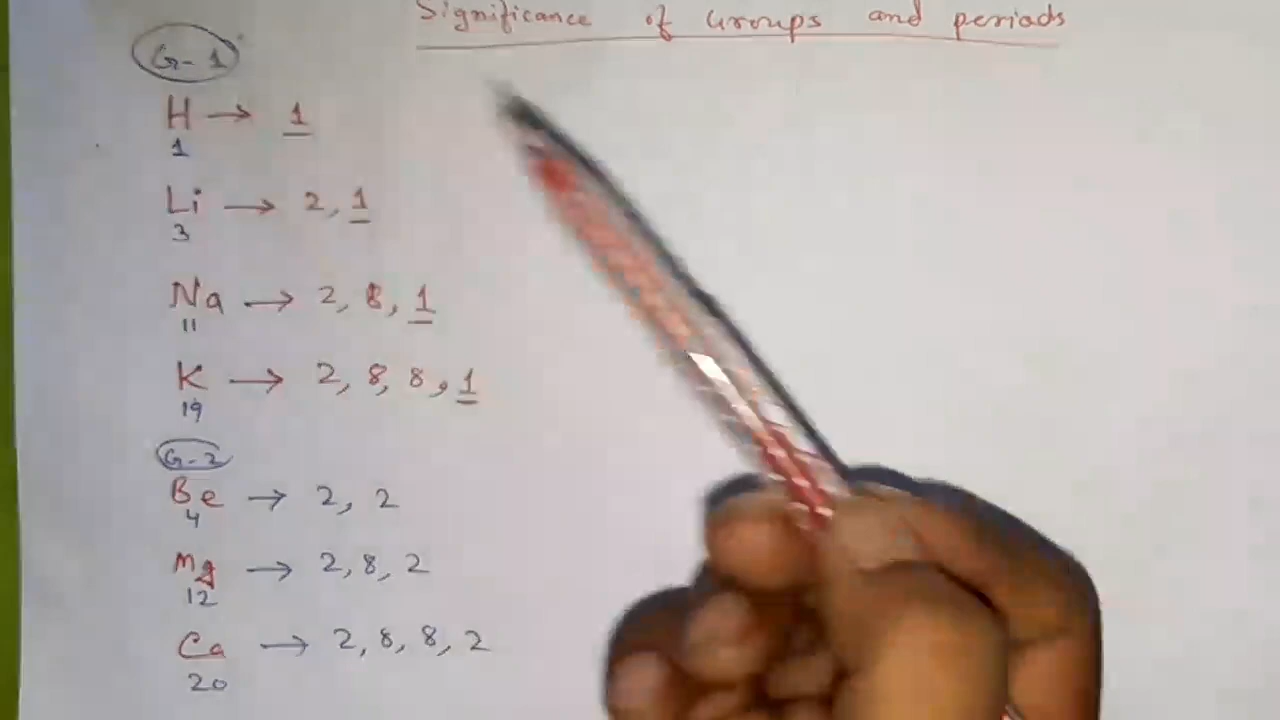 Significance of Groups and periods
G-1
H → 1
1
Li → 2, 1
3
Na → 2, 8, 1
11
K → 2, 8, 8, 1
19
G-2
Be → 2, 2
4
Mg → 2, 8, 2
12
Ca → 2, 8, 8, 2
20